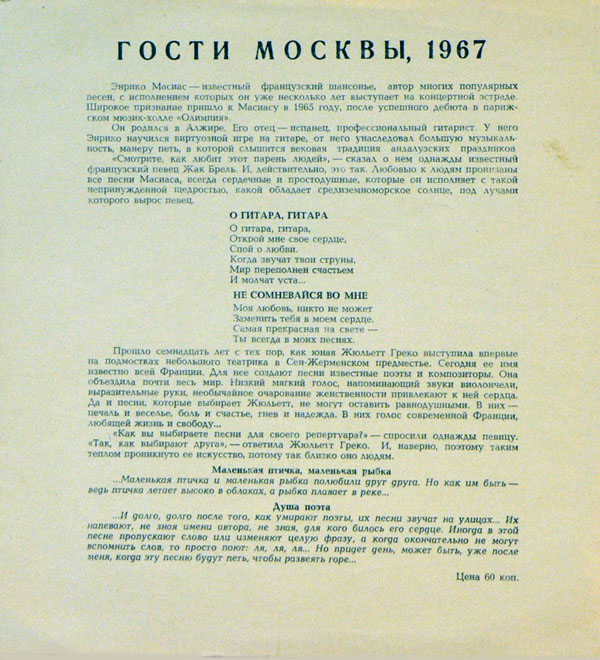 ГОСТИ МОСКВЫ, 1967
Энрико Масиас — известный французский шансонье, автор многих популярных
песен, с исполнением которых он уже несколько лет выступает на концертной эстраде.
Широкое признание пришло к Масиасу в 1965 году, после успешного дебюта в париж-
ском мюзик-холле «Олимпия».
Он родился в Алжире. Его отец — испанец, профессиональный гитарист. У него
Энрико научился виртуозной игре на гитаре, от него унаследовал большую музыкаль-
ность, манеру петь, в которой слышится вековая традиция андалузских праздников
«Смотрите, как любит этот парень людей», — сказал о нем однажды известный
французский певец Жак Брель. И, действительно, это так. Любовью к людям пронизаны
все песни Масиаса, всегда сердечные и простодушные, которые он исполняет с такой
непринужденной щедростью, какой обладает средиземноморское солнце, под лучами
которого вырос певец.
О ГИТАРА, ГИТАРА
О гитара, гитара,
Открой мне свое сердце,
Спой о любви.
Когда звучат твои струны,
Мир переполнен счастьем
И молчат уста...
НЕ СОМНЕВАЙСЯ ВО МНЕ
Моя любовь, никто не может
Заменить тебя в моем сердце.
Самая прекрасная на свете —
Ты всегда в моих песнях.
Прошло семнадцать лет с тех пор, как юная Жюльетт Греко выступила впервые
на подмостках небольшого театрика в Сен-Жерменском предместье. Сегодня ее имя
известно всей Франции. Для нее создают песни известные поэты и композиторы. Она
объездила почти весь мир. Низкий мягкий голос, напоминающий звуки виолончели,
выразительные руки, необычайное очарование женственности привлекают к ней сердца.
Да и песни, которые выбирает Жюльетт, не могут оставить равнодушными. В них —
печаль и веселье, боль и счастье, гнев и надежда. В них голос современной Франции,
любящей жизнь и свободу...
«Как вы выбираете песни для своего репертуара?» — спросили однажды певицу.
«Так, как выбирают друга», — ответила Жюльетт Греко. И, наверно, поэтому таким
теплом проникнуто ее искусство, потому так близко оно людям.
Маленькая птичка, маленькая рыбка
...Маленькая птичка и маленькая рыбка полюбили друг друга. Но как им быть —
ведь птичка летает высоко в облаках, а рыбка плавает в реке...
Душа поэта
...И долго, долго после того, как умирают поэты, их песни звучат на улицах... Их
напевают, не зная имени автора, не зная, для кого билось его сердце. Иногда в этой
песне пропускают слово или изменяют целую фразу, а когда окончательно не могут
вспомнить слов, то просто поют: ля, ля, ля... Но придет день, может быть, уже после
меня, когда эту песню будут петь, чтобы развеять горе...
Цена 60 коп.